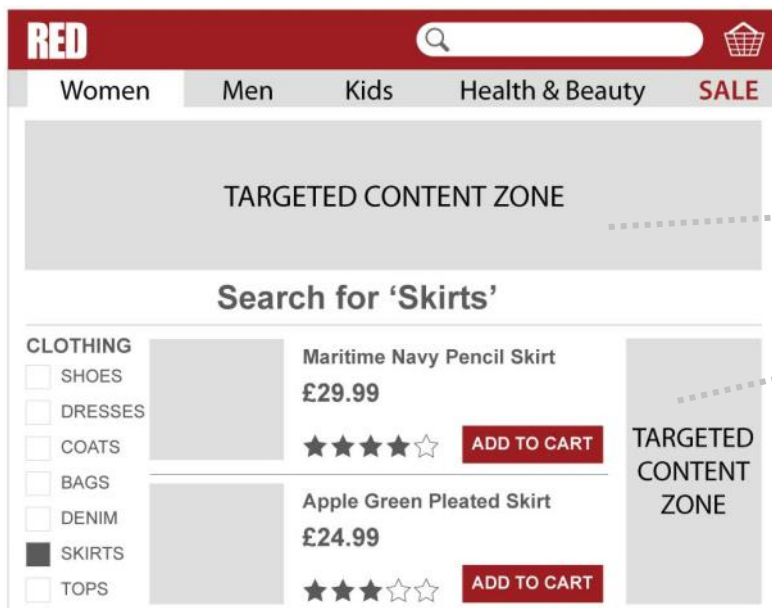 RED
Women Men Kids Health & Beauty SALE
TARGETED CONTENT ZONE
Search for ‘Skirts’
CLOTHING
SHOES
DRESSES
COATS
BAGS
DENIM
SKIRTS
TOPS
Maritime Navy Pencil Skirt
£29.99
ADD TO CART
Apple Green Pleated Skirt
£24.99
ADD TO CART
TARGETED
CONTENT
ZONE